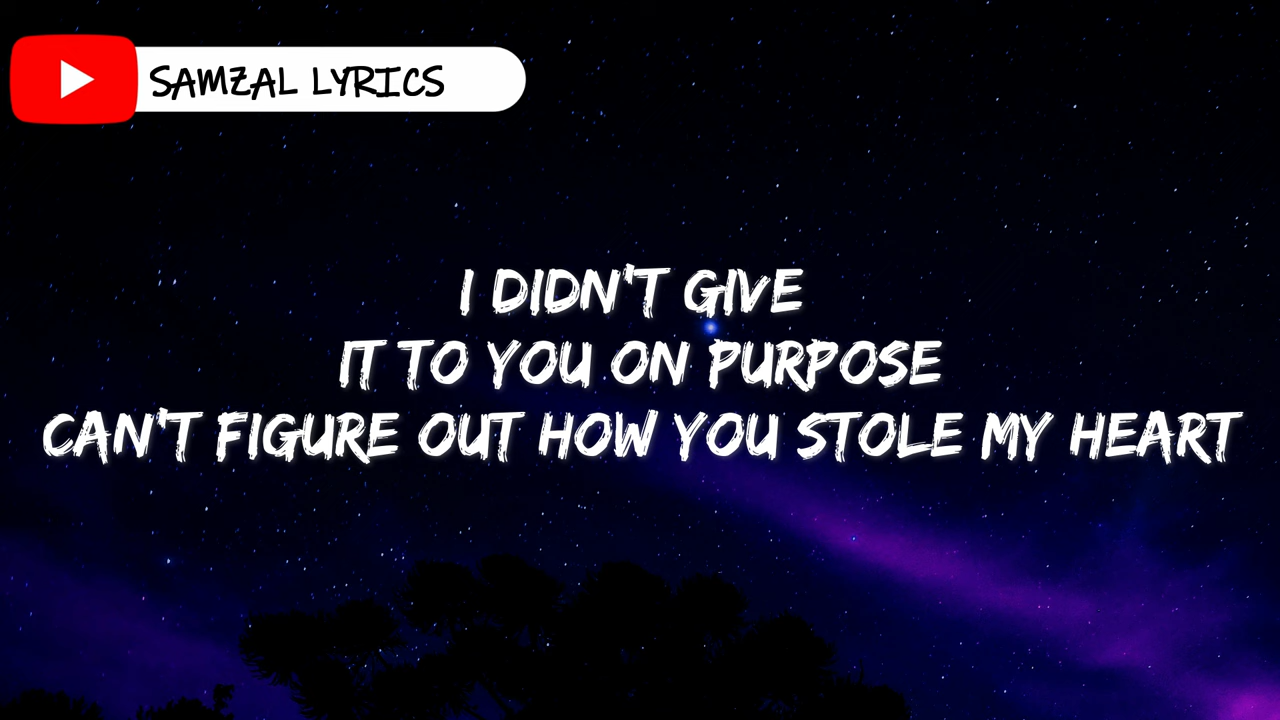 SAMZAL LYRICS
I DIDN'T GIVE
IT TO YOU ON PURPOSE
CAN'T FIGURE OUT HOW YOU STOLE MY HEART